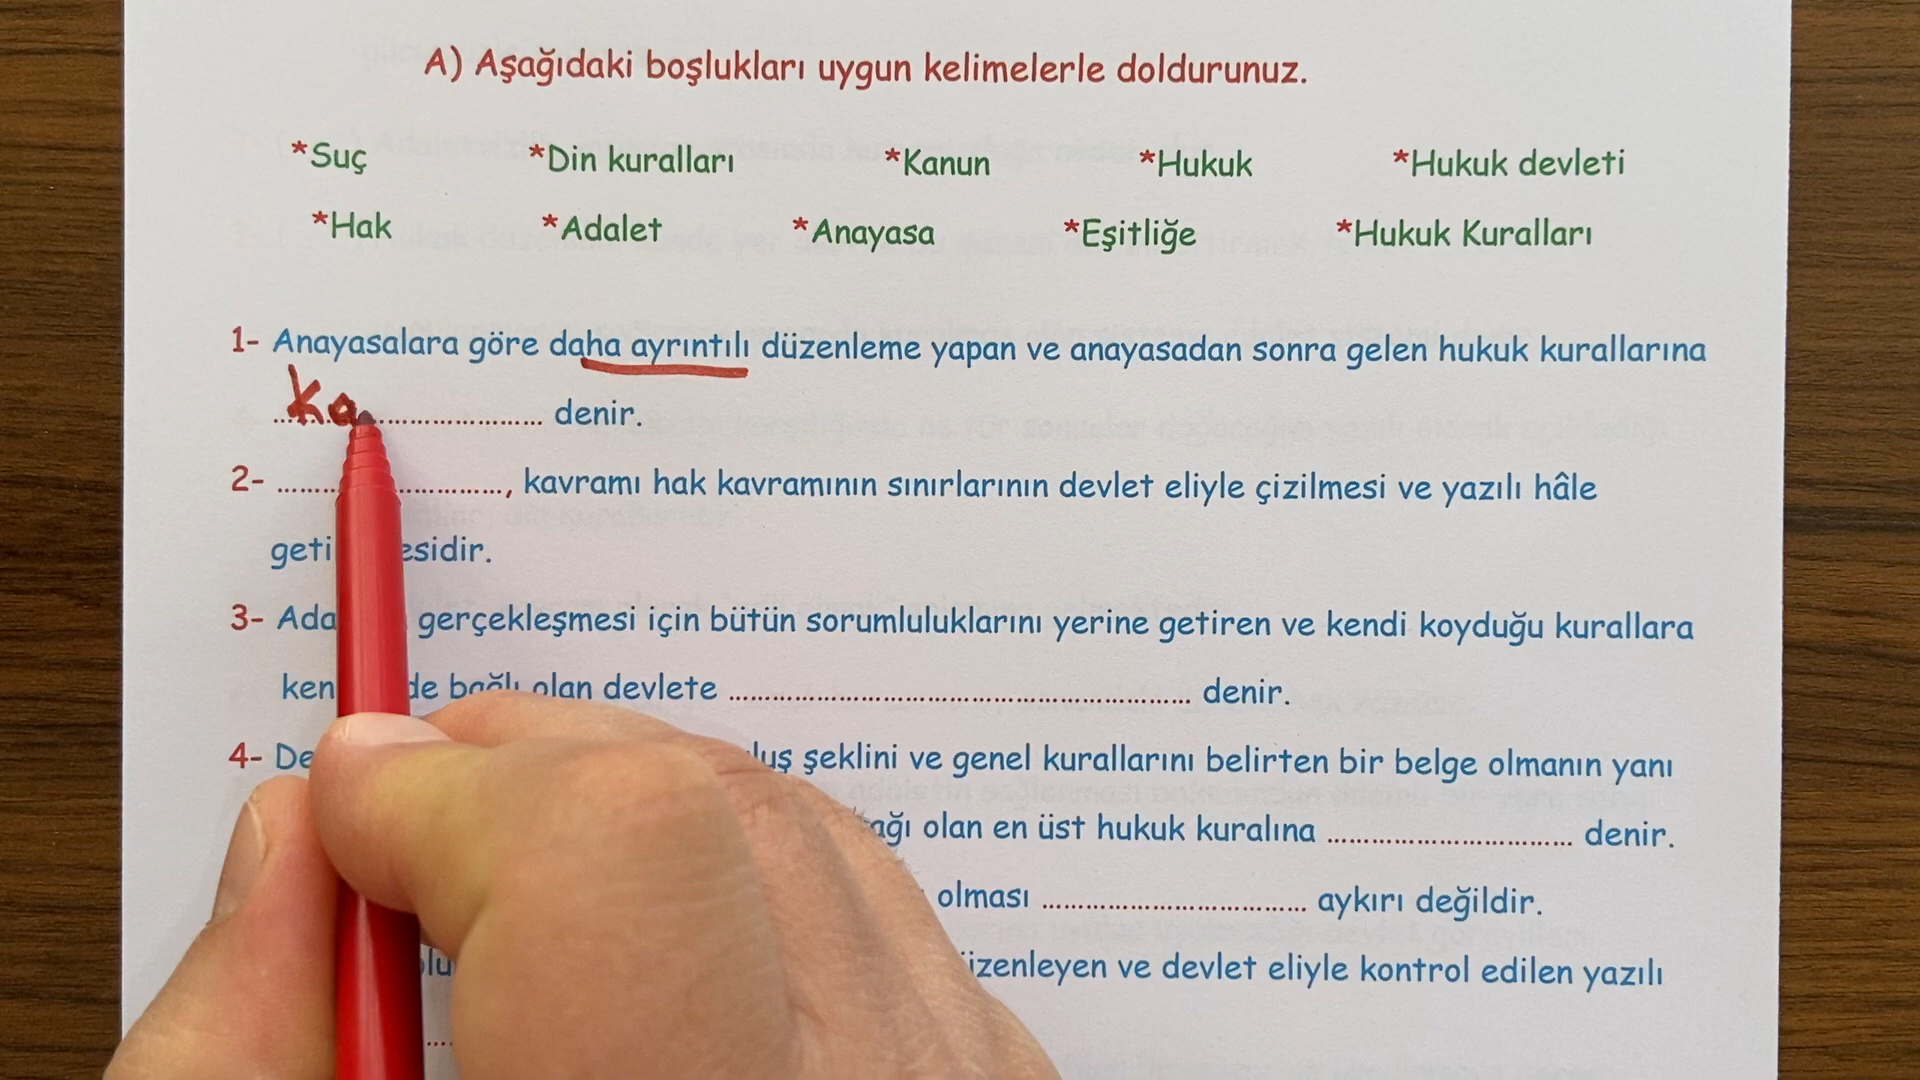 A) Aşağıdaki boşlukları uygun kelimelerle doldurunuz.
*Suç *Din kuralları *Kanun *Hukuk *Hukuk devleti
*Hak *Adalet *Anayasa *Eşitliğe *Hukuk Kuralları
1- Anayasalara göre daha ayrıntılı düzenleme yapan ve anayasadan sonra gelen hukuk kurallarına
Ka.................... denir.
2- ............................, kavramı hak kavramının sınırlarının devlet eliyle çizilmesi ve yazılı hâle
geti esidir.
3- Ada gerçekleşmesi için bütün sorumluluklarını yerine getiren ve kendi koyduğu kurallara
ken de bağlı olan devlete ............................................................ denir.
4- De luş şeklini ve genel kurallarını belirten bir belge olmanın yanı
ağı olan en üst hukuk kuralına ................................ denir.
olması .................................. aykırı değildir.
olu üzenleyen ve devlet eliyle kontrol edilen yazılı